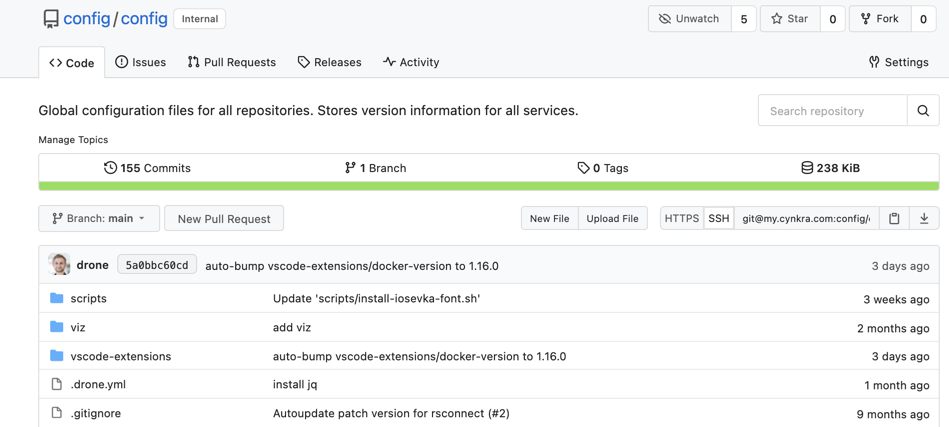 config / config Internal Unwatch 5 Star 0 Fork 0
Code Issues Pull Requests Releases Activity Settings
Global configuration files for all repositories. Stores version information for all services. Search repository
Manage Topics
155 Commits 1 Branch 0 Tags 238 KiB
Branch: main New Pull Request New File Upload File HTTPS SSH git@my.cynkra.com:config/
drone 5a0bbc60cd auto-bump vscode-extensions/docker-version to 1.16.0 3 days ago
scripts Update 'scripts/install-iosevka-font.sh' 3 weeks ago
viz add viz 2 months ago
vscode-extensions auto-bump vscode-extensions/docker-version to 1.16.0 3 days ago
.drone.yml install jq 1 month ago
.gitignore Autoupdate patch version for rsconnect (#2) 9 months ago